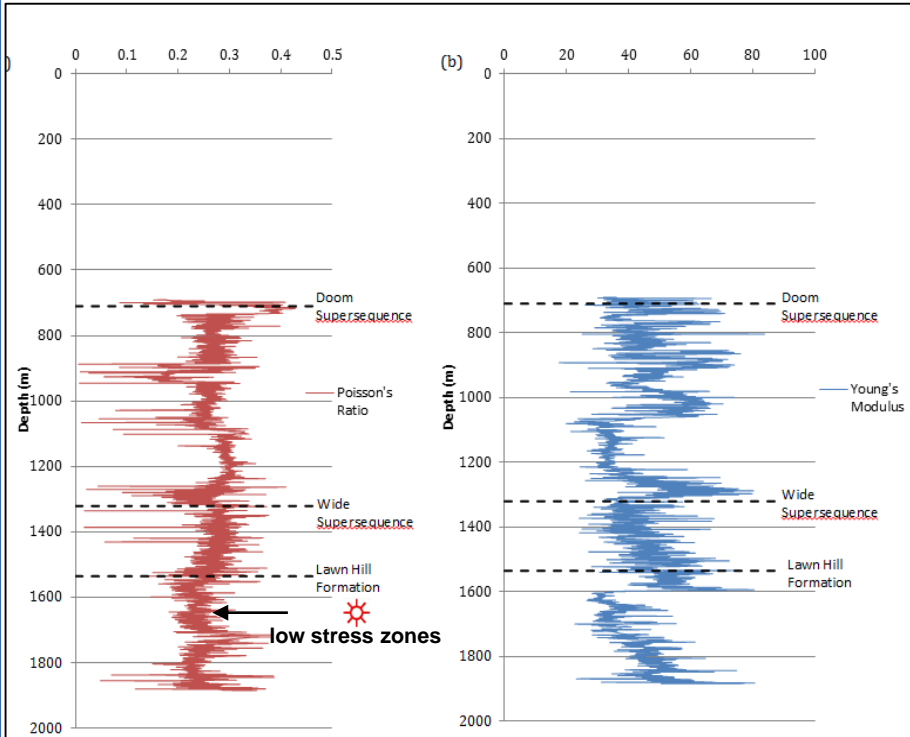 0 0.1 0.2 0.3 0.4 0.5
)
0
200
400
600
800
1000
1200
1400
1600
1800
2000
Depth (m)
Doom
Supersequence
Poisson's
Ratio
Wide
Supersequence
Lawn Hill
Formation
low stress zones
(b)
0 20 40 60 80 100
0
200
400
600
800
1000
1200
1400
1600
1800
2000
Depth (m)
Doom
Supersequence
Young's
Modulus
Wide
Supersequence
Lawn Hill
Formation